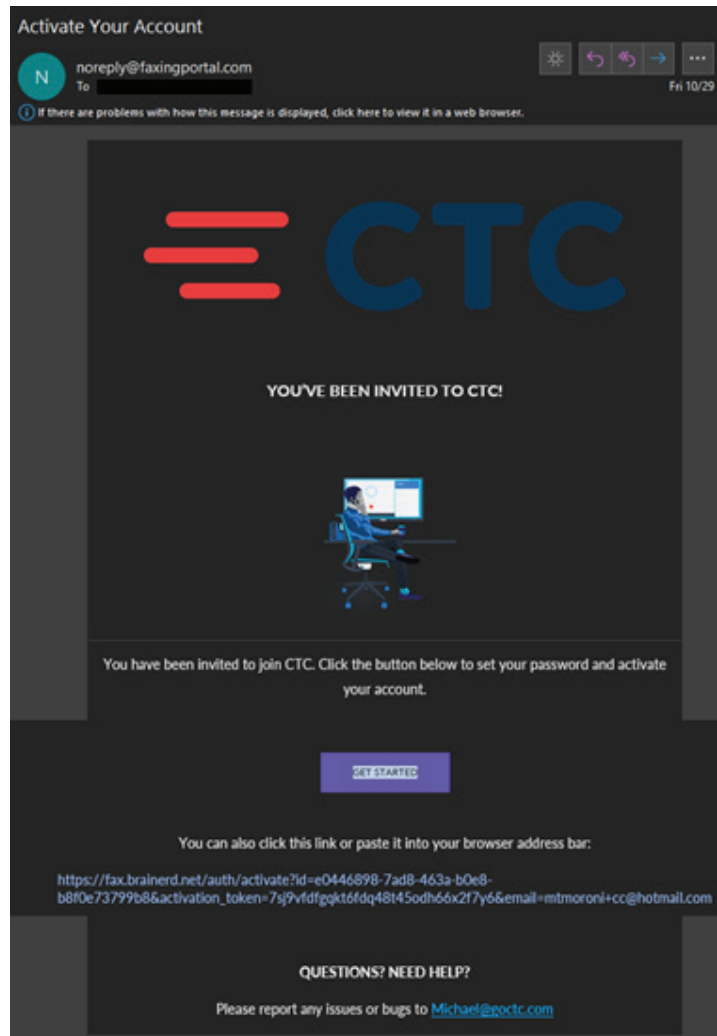 Activate Your Account
N
noreply@faxingportal.com
To
Fri 10/29
If there are problems with how this message is displayed, click here to view it in a web browser.
CTC
YOU'VE BEEN INVITED TO CTC!
You have been invited to join CTC. Click the button below to set your password and activate
your account.
GET STARTED
You can also click this link or paste it into your browser address bar:
https://fax.brainerd.net/auth/activate?id=e0446898-7ad8-463a-b0e8-
b8f0e73799b8&activation_token=7sj9vfdfgqkt6fdq48t45odh66x2f7y6&email=mtmoroni+cc@hotmail.com
QUESTIONS? NEED HELP?
Please report any issues or bugs to Michael@goctc.com